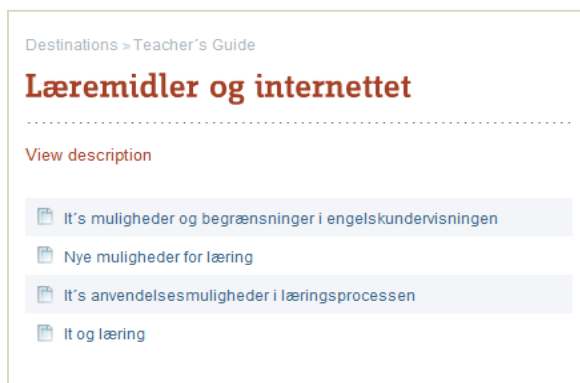 Destinations » Teacher´s Guide
Læremidler og internettet
View description
It´s muligheder og begrænsninger i engelskundervisningen
Nye muligheder for læring
It´s anvendelsesmuligheder i læringsprocessen
It og læring